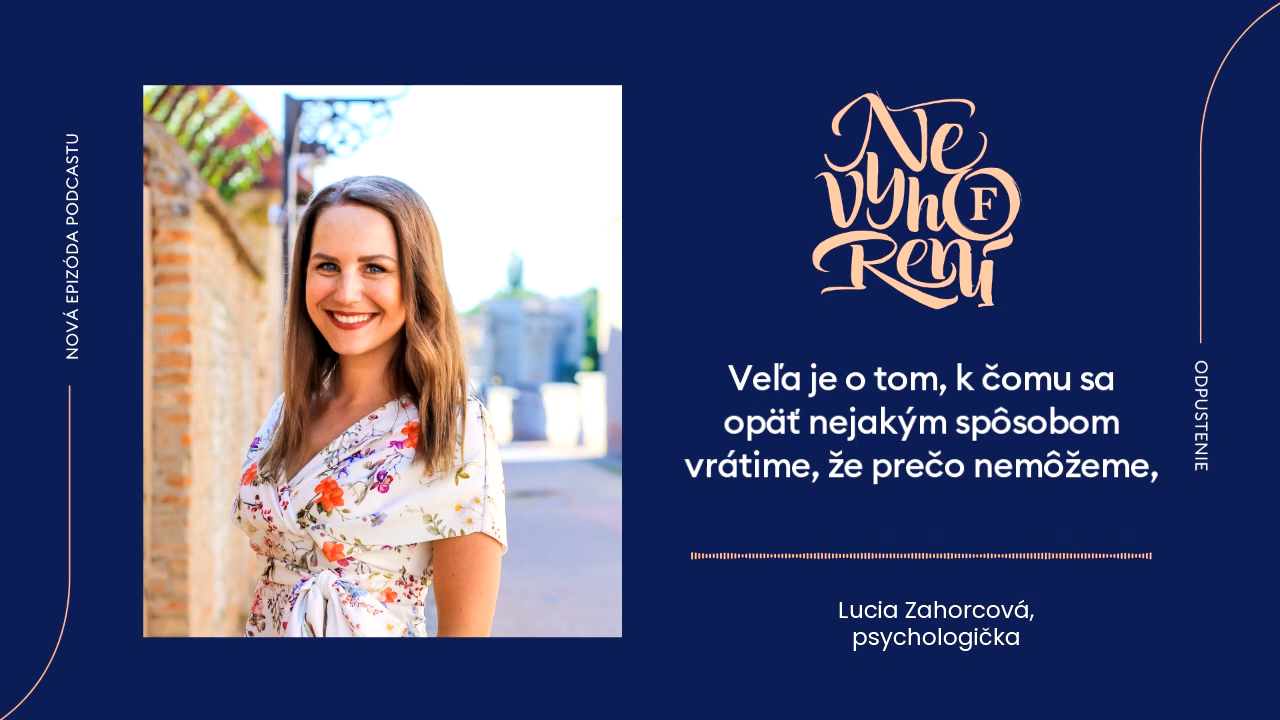 NOVÁ EPIZÓDA PODCASTU
Ne
vyhO
F
Rení
Veľa je o tom, k čomu sa
opäť nejakým spôsobom
vrátime, že prečo nemôžeme,
ODPUSTENIE
Lucia Zahorcová,
psychologička